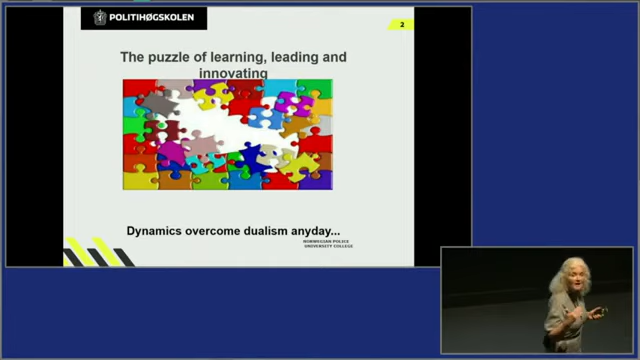 POLITIHØGSKOLEN
2
The puzzle of learning, leading and
innovating
Dynamics overcome dualism anyday...
NORWEGIAN POLICE
UNIVERSITY COLLEGE